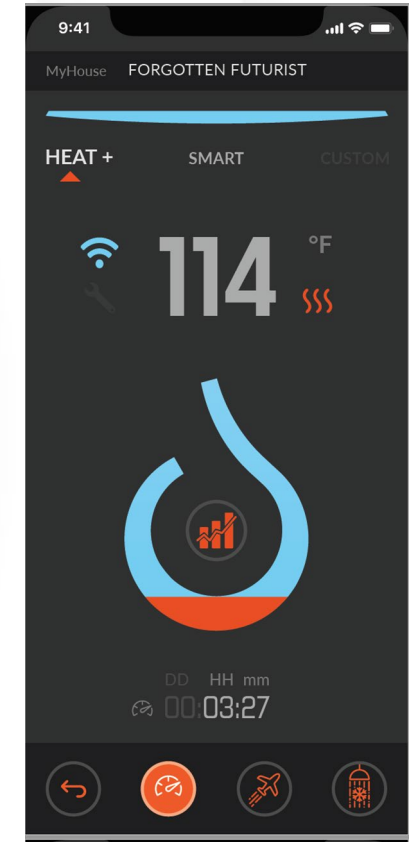 9:41
MyHouse FORGOTTEN FUTURIST
HEAT + SMART CUSTOM
114 °F
DD HH mm
00:03:27